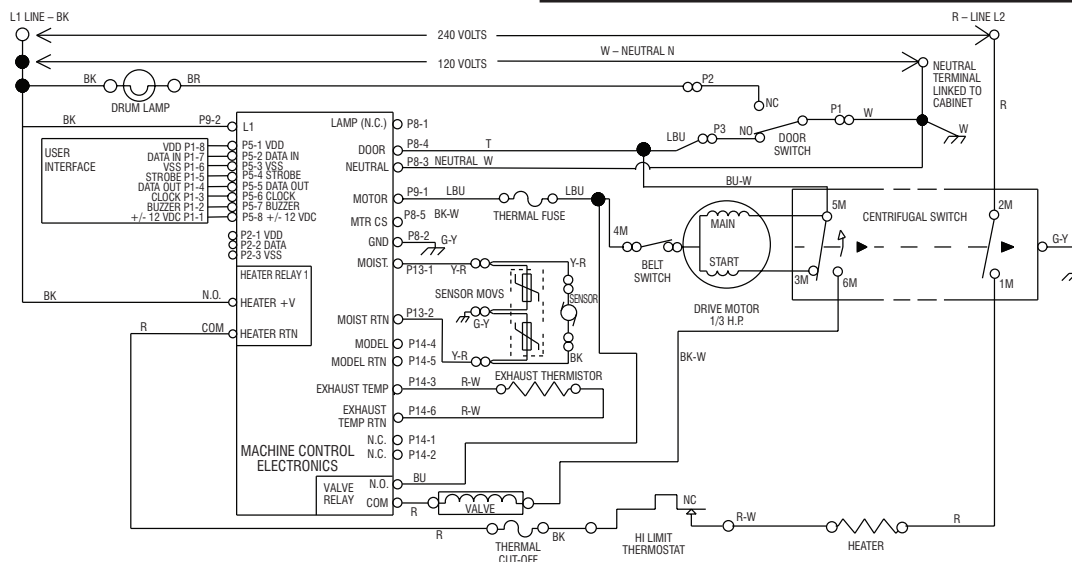 L1 LINE – BK
R – LINE L2
240 VOLTS
W – NEUTRAL N
120 VOLTS
NEUTRAL
TERMINAL
LINKED TO
CABINET
BK
BR
DRUM LAMP
P2
NC
P1
W
R
W
BK
P9-2
L1
LAMP (N.C.)
P8-1
LBU
P3
NO
DOOR
SWITCH
USER
INTERFACE
VDD P1-8
DATA IN P1-7
VSS P1-6
STROBE P1-5
DATA OUT P1-4
CLOCK P1-3
BUZZER P1-2
+/- 12 VDC P1-1
P5-1 VDD
P5-2 DATA IN
P5-3 VSS
P5-4 STROBE
P5-5 DATA OUT
P5-6 CLOCK
P5-7 BUZZER
P5-8 +/- 12 VDC
DOOR
P8-4
T
NEUTRAL
P8-3 NEUTRAL W
BU-W
MOTOR
P9-1
LBU
LBU
THERMAL FUSE
MTR CS
P8-5 BK-W
GND
P8-2
G-Y
P2-1 VDD
P2-2 DATA
P2-3 VSS
4M
BELT
SWITCH
MAIN
START
DRIVE MOTOR
1/3 H.P.
5M
CENTRIFUGAL SWITCH
2M
3M
6M
1M
G-Y
MOIST.
P13-1
Y-R
Y-R
SENSOR MOVS
SENSOR
G-Y
MOIST RTN
P13-2
Y-R
BK
HEATER RELAY 1
BK
N.O.
HEATER +V
R
COM
HEATER RTN
MODEL
P14-4
MODEL RTN
P14-5
BK-W
EXHAUST TEMP
P14-3
R-W
EXHAUST THERMISTOR
EXHAUST
TEMP RTN
P14-6
R-W
N.C.
P14-1
N.C.
P14-2
MACHINE CONTROL
ELECTRONICS
VALVE
RELAY
N.O.
BU
COM
R
VALVE
R
THERMAL
CUT-OFF
BK
NC
HI LIMIT
THERMOSTAT
R-W
HEATER
R